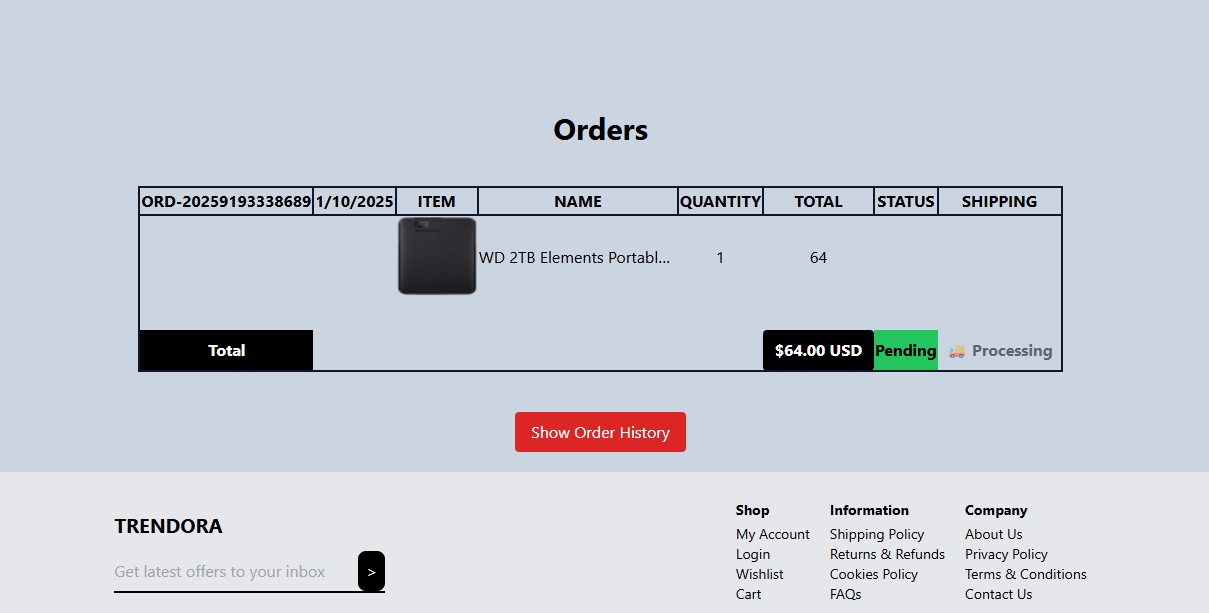 Orders
ORD-20259193338689 1/10/2025 ITEM NAME QUANTITY TOTAL STATUS SHIPPING
WD 2TB Elements Portabl... 1 64
Total $64.00 USD Pending 🚚 Processing
Show Order History
TRENDORA
Get latest offers to your inbox >
Shop
My Account
Login
Wishlist
Cart
Information
Shipping Policy
Returns & Refunds
Cookies Policy
FAQs
Company
About Us
Privacy Policy
Terms & Conditions
Contact Us